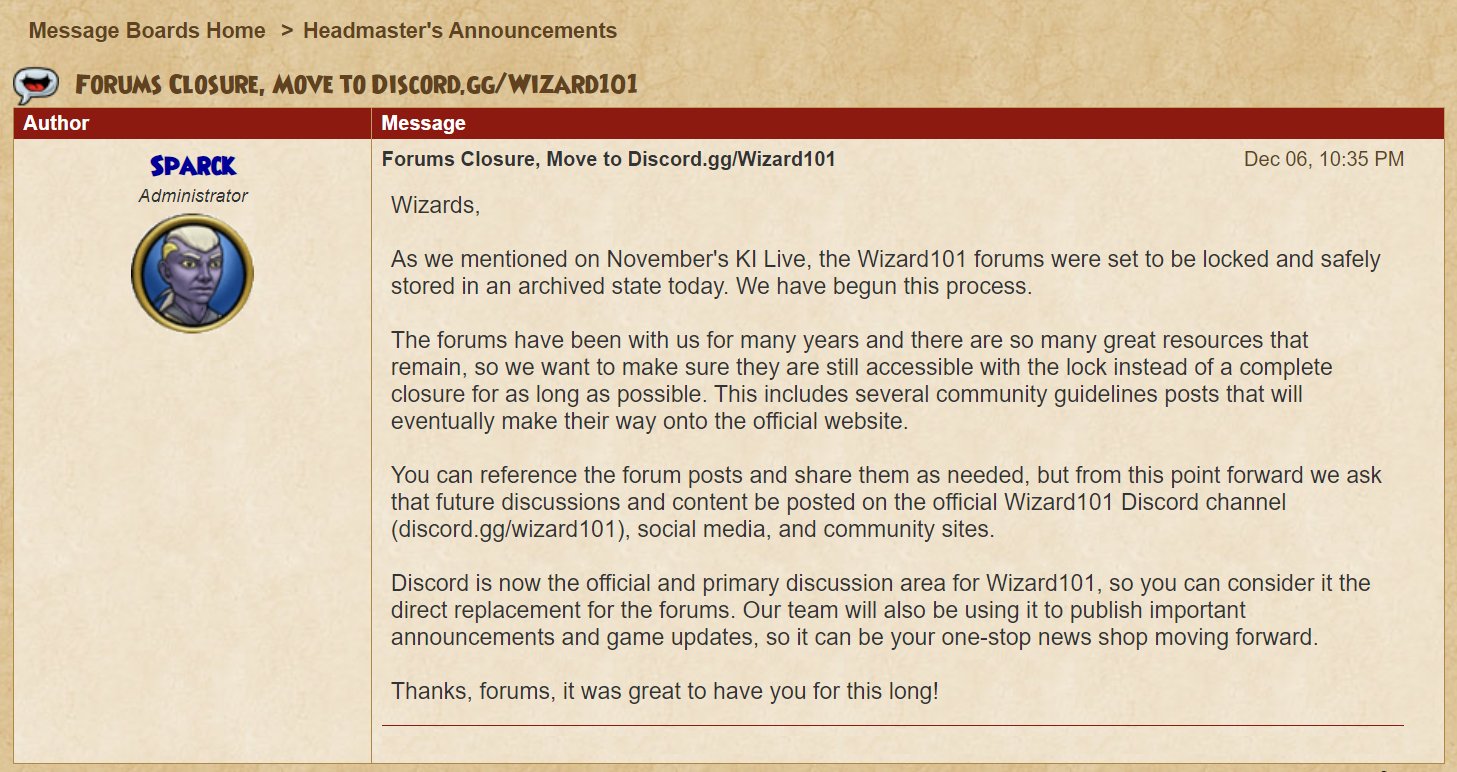 Message Boards Home > Headmaster's Announcements
Forums Closure, Move to Discord.gg/Wizard101
Author
Message
Sparck
Administrator
Forums Closure, Move to Discord.gg/Wizard101
Dec 06, 10:35 PM
Wizards,
As we mentioned on November's KI Live, the Wizard101 forums were set to be locked and safely
stored in an archived state today. We have begun this process.
The forums have been with us for many years and there are so many great resources that
remain, so we want to make sure they are still accessible with the lock instead of a complete
closure for as long as possible. This includes several community guidelines posts that will
eventually make their way onto the official website.
You can reference the forum posts and share them as needed, but from this point forward we ask
that future discussions and content be posted on the official Wizard101 Discord channel
(discord.gg/wizard101), social media, and community sites.
Discord is now the official and primary discussion area for Wizard101, so you can consider it the
direct replacement for the forums. Our team will also be using it to publish important
announcements and game updates, so it can be your one-stop news shop moving forward.
Thanks, forums, it was great to have you for this long!